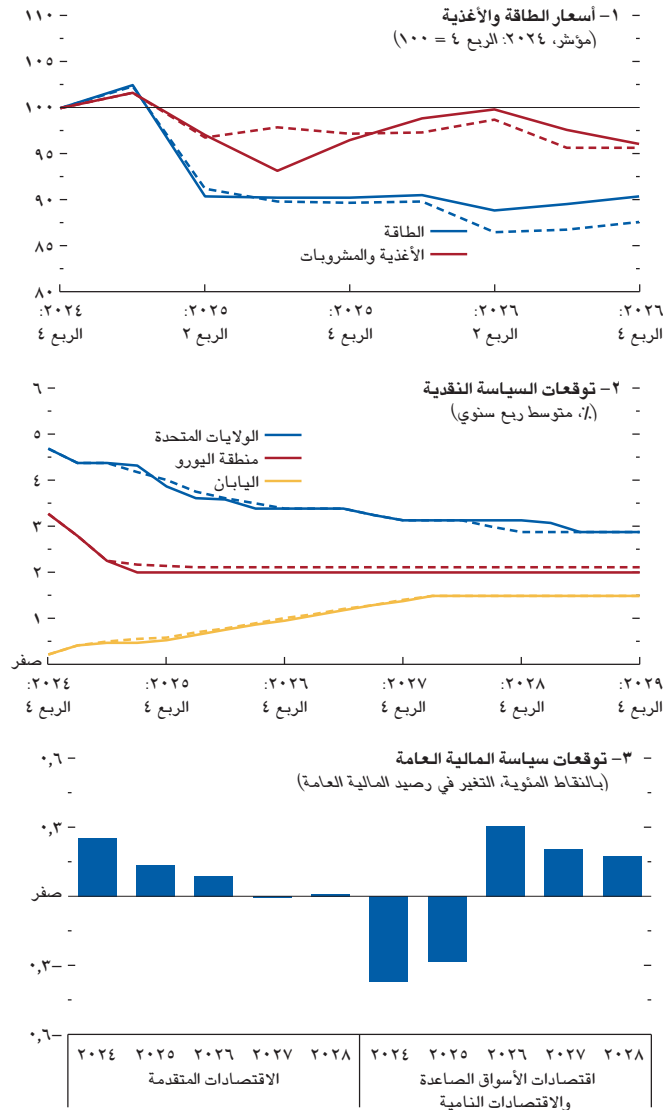 ١– أسعار الطاقة والأغذية
(مؤشر، ٢٠٢٤: الربع ٤ = ١٠٠)
١١٠
١٠٥
١٠٠
٩٥
٩٠
٨٥
٨٠
الطاقة
الأغذية والمشروبات
٢٠٢٤: ٢٠٢٥: ٢٠٢٥: ٢٠٢٦: ٢٠٢٦:
الربع ٤ الربع ٢ الربع ٤ الربع ٢ الربع ٤
٢– توقعات السياسة النقدية
(٪، متوسط ربع سنوي)
٦
٥
٤
٣
٢
١
صفر
الولايات المتحدة
منطقة اليورو
اليابان
٢٠٢٤: ٢٠٢٥: ٢٠٢٦: ٢٠٢٧: ٢٠٢٨: ٢٠٢٩:
الربع ٤ الربع ٤ الربع ٤ الربع ٤ الربع ٤ الربع ٤
٣– توقعات سياسة المالية العامة
(بالنقاط المئوية، التغير في رصيد المالية العامة)
٠,٦
٠,٣
صفر
٠,٣–
٠,٦–
٢٠٢٤ ٢٠٢٥ ٢٠٢٦ ٢٠٢٧ ٢٠٢٨ ٢٠٢٤ ٢٠٢٥ ٢٠٢٦ ٢٠٢٧ ٢٠٢٨
الاقتصادات المتقدمة
اقتصادات الأسواق الصاعدة
والاقتصادات النامية